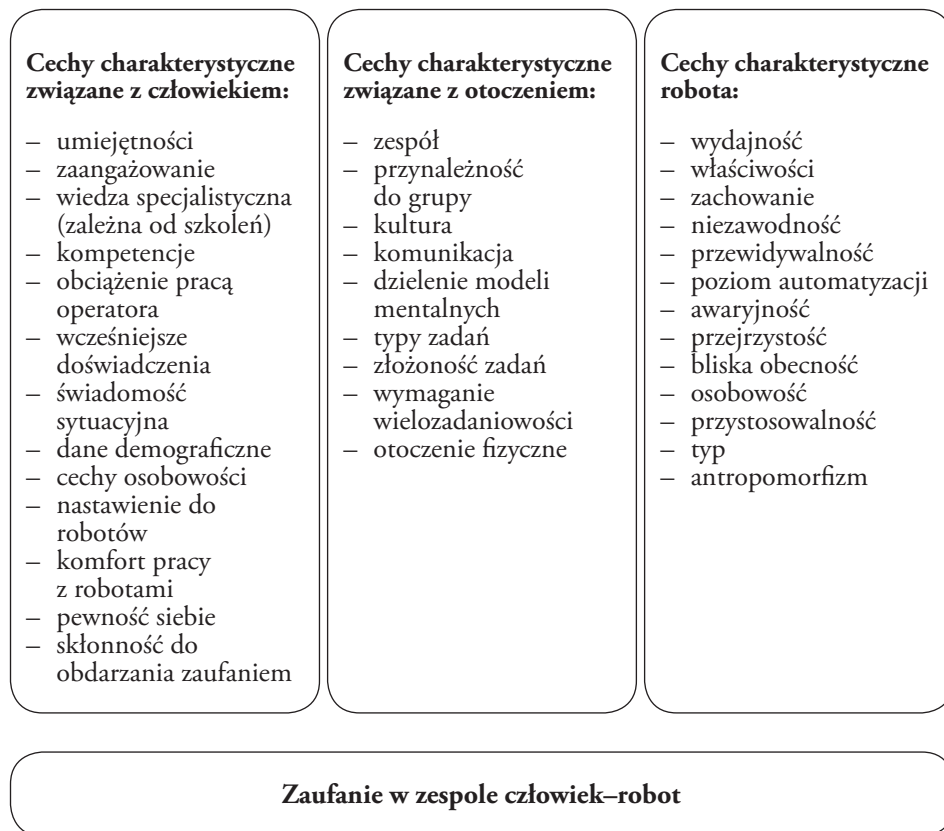 Cechy charakterystyczne
związane z człowiekiem:
– umiejętności
– zaangażowanie
– wiedza specjalistyczna
(zależna od szkoleń)
– kompetencje
– obciążenie pracą
operatora
– wcześniejsze
doświadczenia
– świadomość
sytuacyjna
– dane demograficzne
– cechy osobowości
– nastawienie do
robotów
– komfort pracy
z robotami
– pewność siebie
– skłonność do
obdarzania zaufaniem
Cechy charakterystyczne
związane z otoczeniem:
– zespół
– przynależność
do grupy
– kultura
– komunikacja
– dzielenie modeli
mentalnych
– typy zadań
– złożoność zadań
– wymaganie
wielozadaniowości
– otoczenie fizyczne
Cechy charakterystyczne
robota:
– wydajność
– właściwości
– zachowanie
– niezawodność
– przewidywalność
– poziom automatyzacji
– awaryjność
– przejrzystość
– bliska obecność
– osobowość
– przystosowalność
– typ
– antropomorfizm
Zaufanie w zespole człowiek–robot